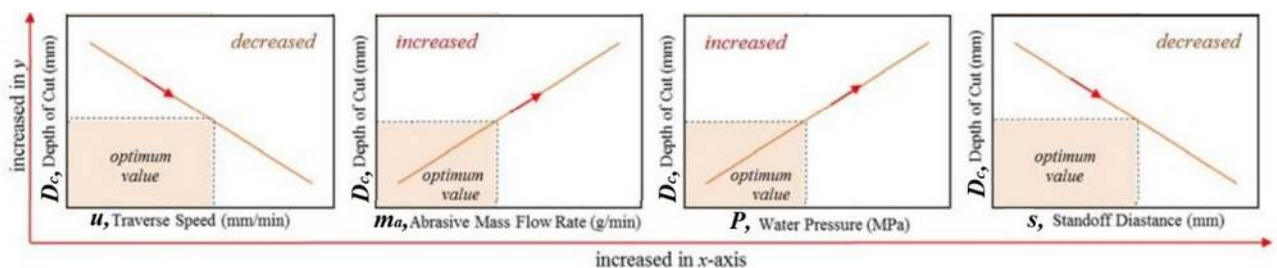 increased in y
Dc, Depth of Cut (mm)
decreased
optimum
value
u, Traverse Speed (mm/min)
Dc, Depth of Cut (mm)
increased
optimum
value
ma, Abrasive Mass Flow Rate (g/min)
Dc, Depth of Cut (mm)
increased
optimum
value
P, Water Pressure (MPa)
Dc, Depth of Cut (mm)
decreased
optimum
value
s, Standoff Diastance (mm)
increased in x-axis